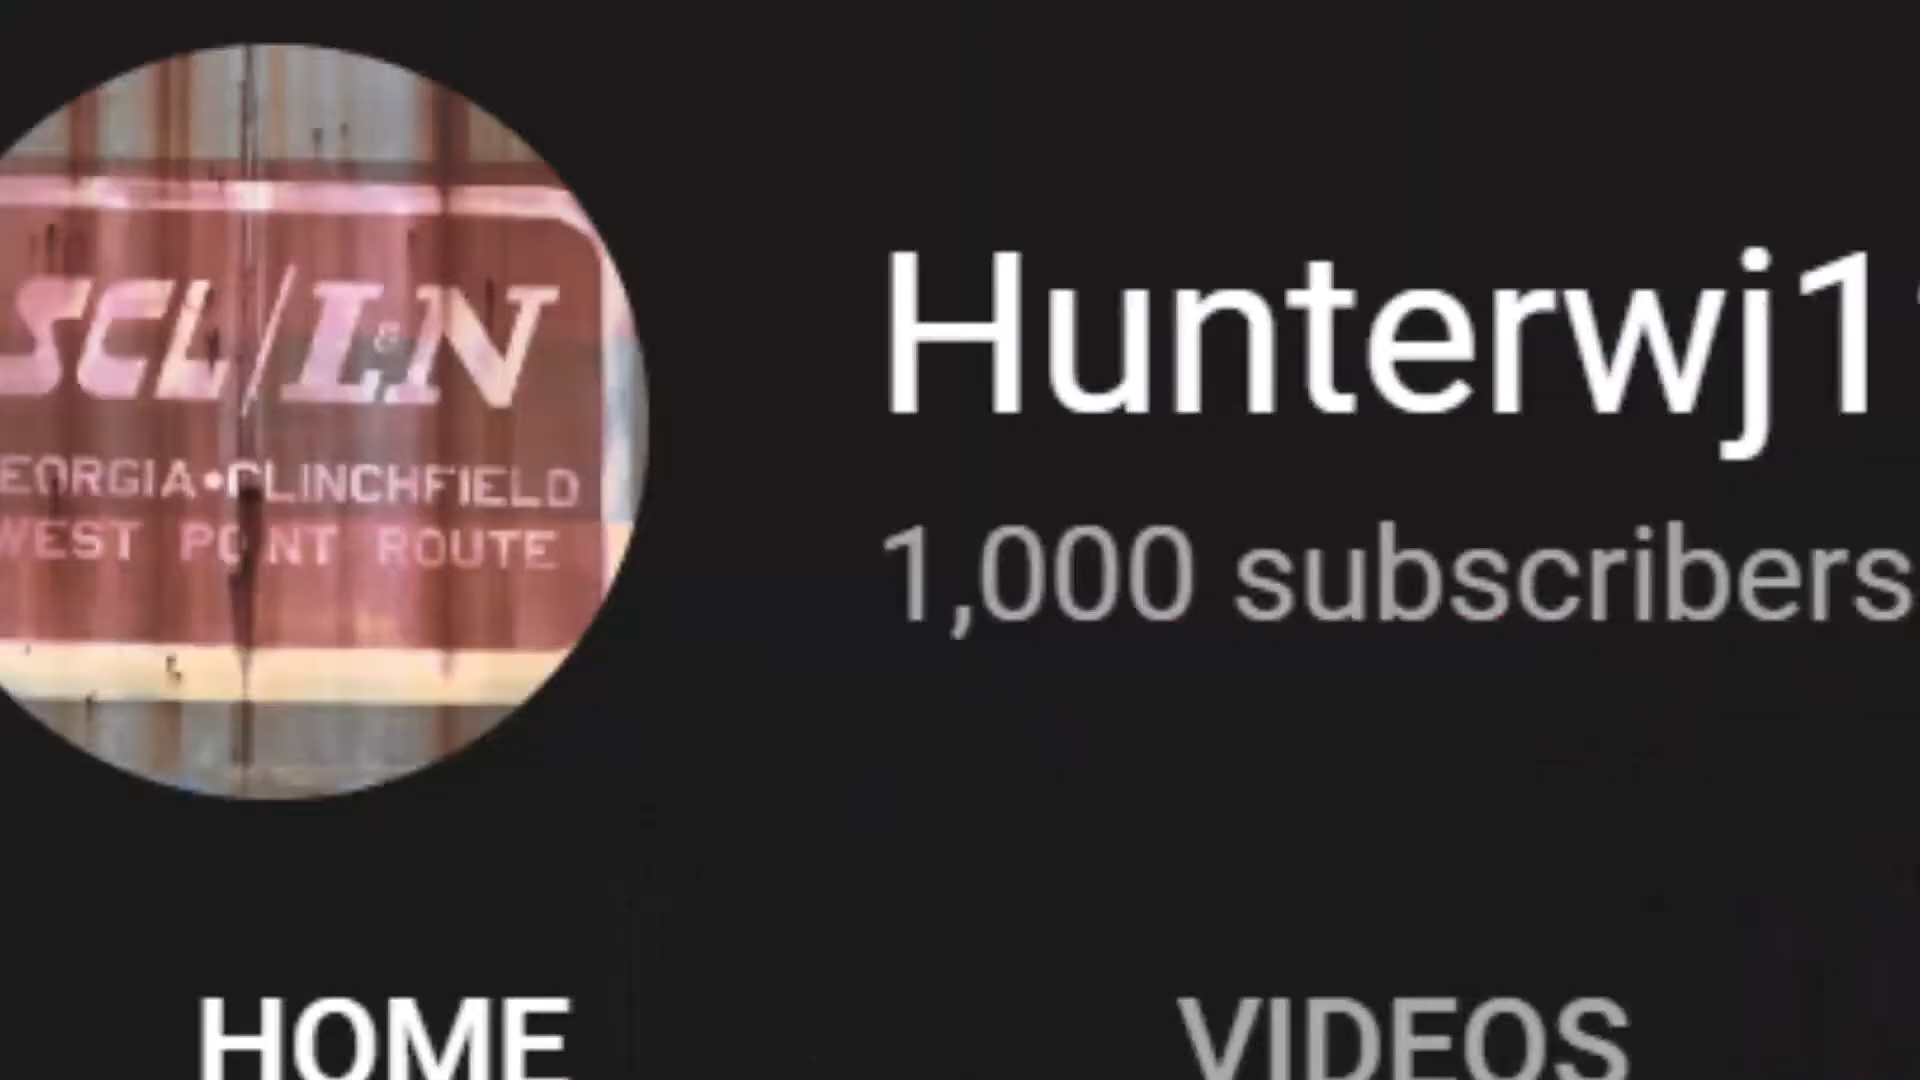 SCL/L&N
EORGIA•CLINCHFIELD
WEST POINT ROUTE
Hunterwj1
1,000 subscribers
HOME
VIDEOS